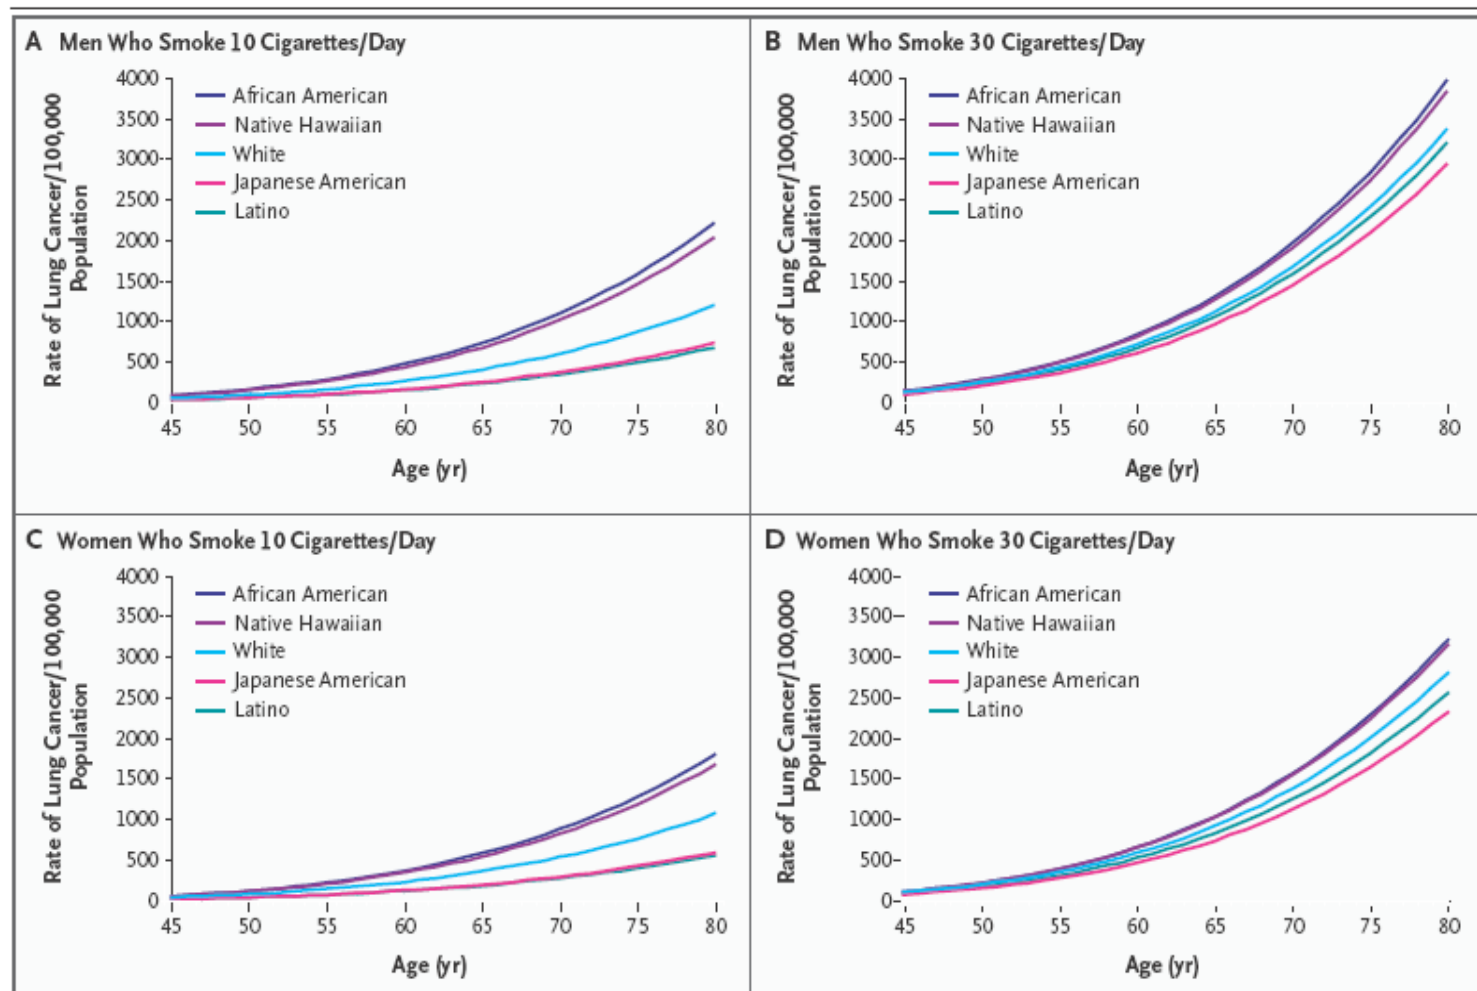 A Men Who Smoke 10 Cigarettes/Day
Rate of Lung Cancer/100,000
Population
4000
3500
3000
2500
2000
1500
1000
500
0
African American
Native Hawaiian
White
Japanese American
Latino
45 50 55 60 65 70 75 80
Age (yr)
B Men Who Smoke 30 Cigarettes/Day
Rate of Lung Cancer/100,000
Population
4000
3500
3000
2500
2000
1500
1000
500
0
African American
Native Hawaiian
White
Japanese American
Latino
45 50 55 60 65 70 75 80
Age (yr)
C Women Who Smoke 10 Cigarettes/Day
Rate of Lung Cancer/100,000
Population
4000
3500
3000
2500
2000
1500
1000
500
0
African American
Native Hawaiian
White
Japanese American
Latino
45 50 55 60 65 70 75 80
Age (yr)
D Women Who Smoke 30 Cigarettes/Day
Rate of Lung Cancer/100,000
Population
4000
3500
3000
2500
2000
1500
1000
500
0
African American
Native Hawaiian
White
Japanese American
Latino
45 50 55 60 65 70 75 80
Age (yr)